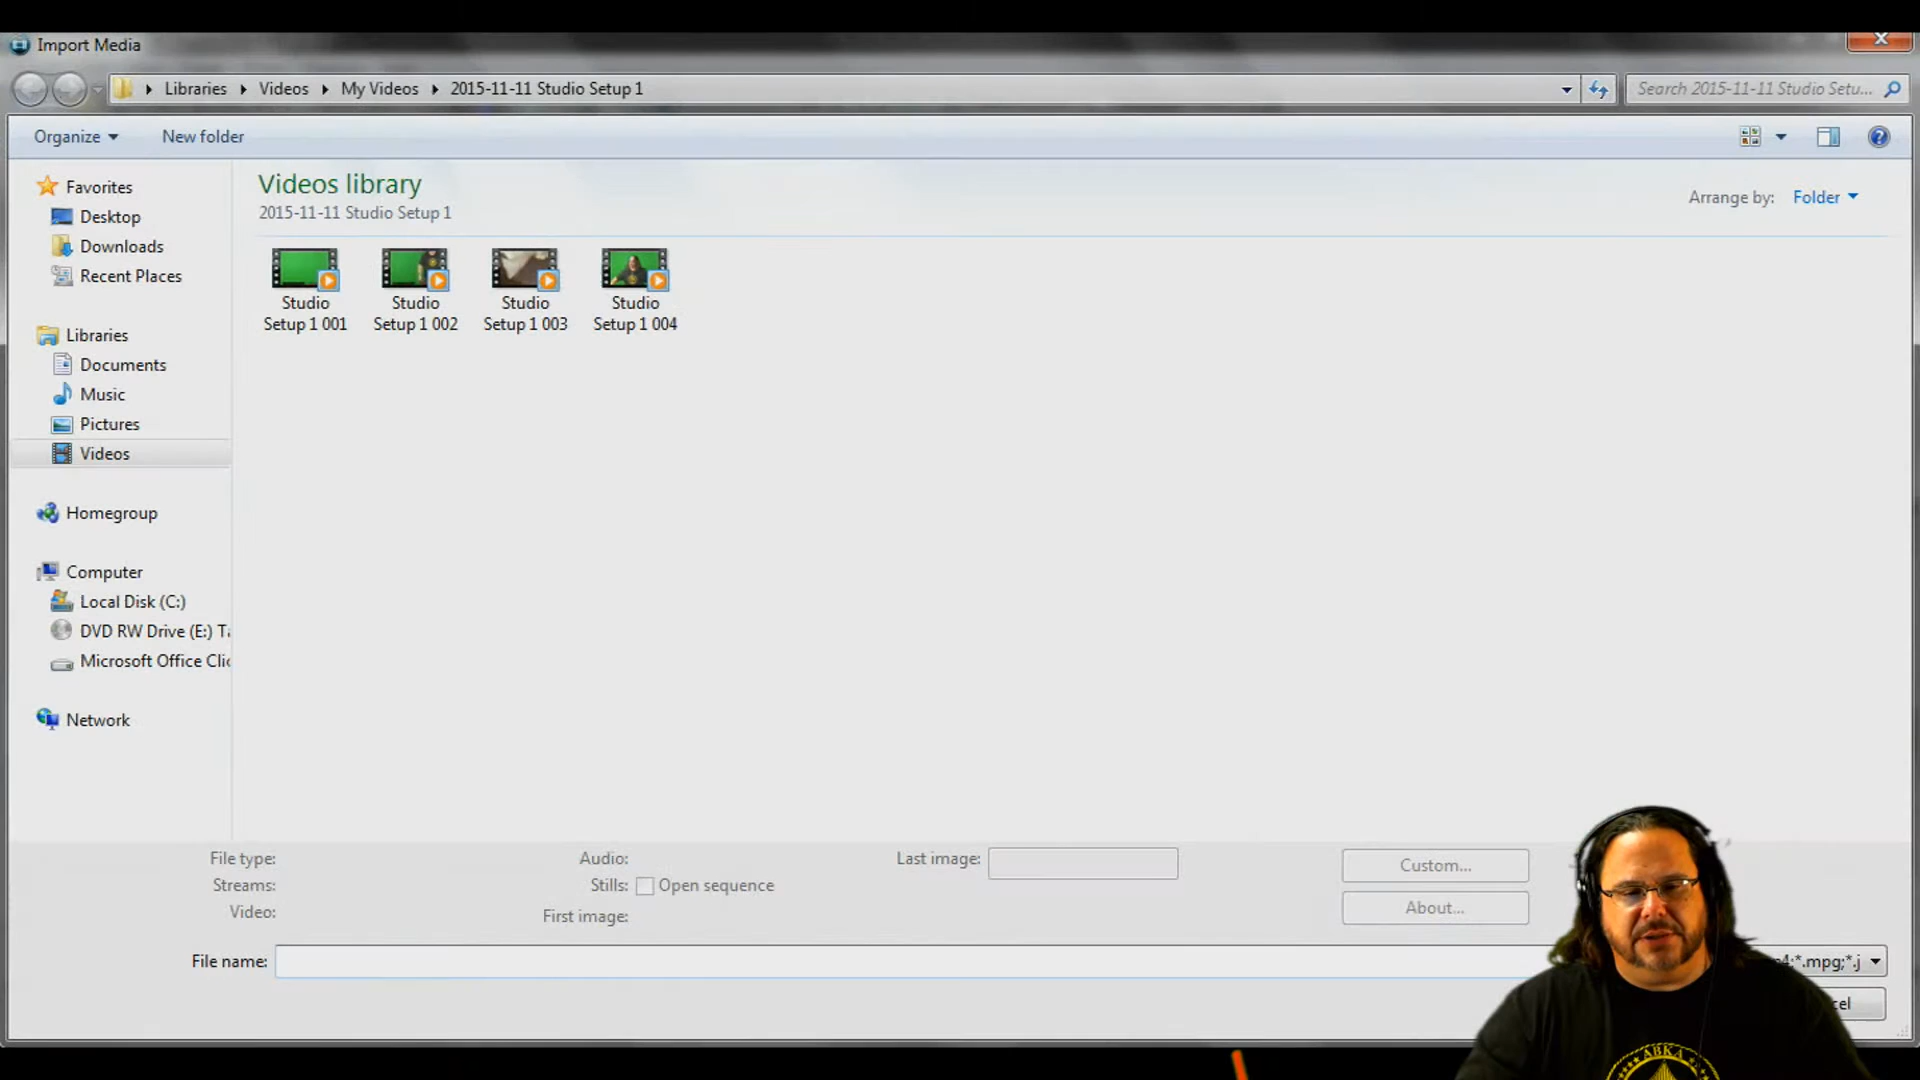 Import Media
Libraries Videos My Videos 2015-11-11 Studio Setup 1
Search 2015-11-11 Studio Setu...
Organize
New folder
Favorites
Desktop
Downloads
Recent Places
Libraries
Documents
Music
Pictures
Videos
Homegroup
Computer
Local Disk (C:)
DVD RW Drive (E:) Ta
Microsoft Office Clic
Network
Videos library
2015-11-11 Studio Setup 1
Arrange by: Folder
Studio
Setup 1 001
Studio
Setup 1 002
Studio
Setup 1 003
Studio
Setup 1 004
File type:
Streams:
Video:
Audio:
Stills: Open sequence
First image:
Last image:
Custom...
About...
File name:
*.mpg;*.j
cel
ABKA